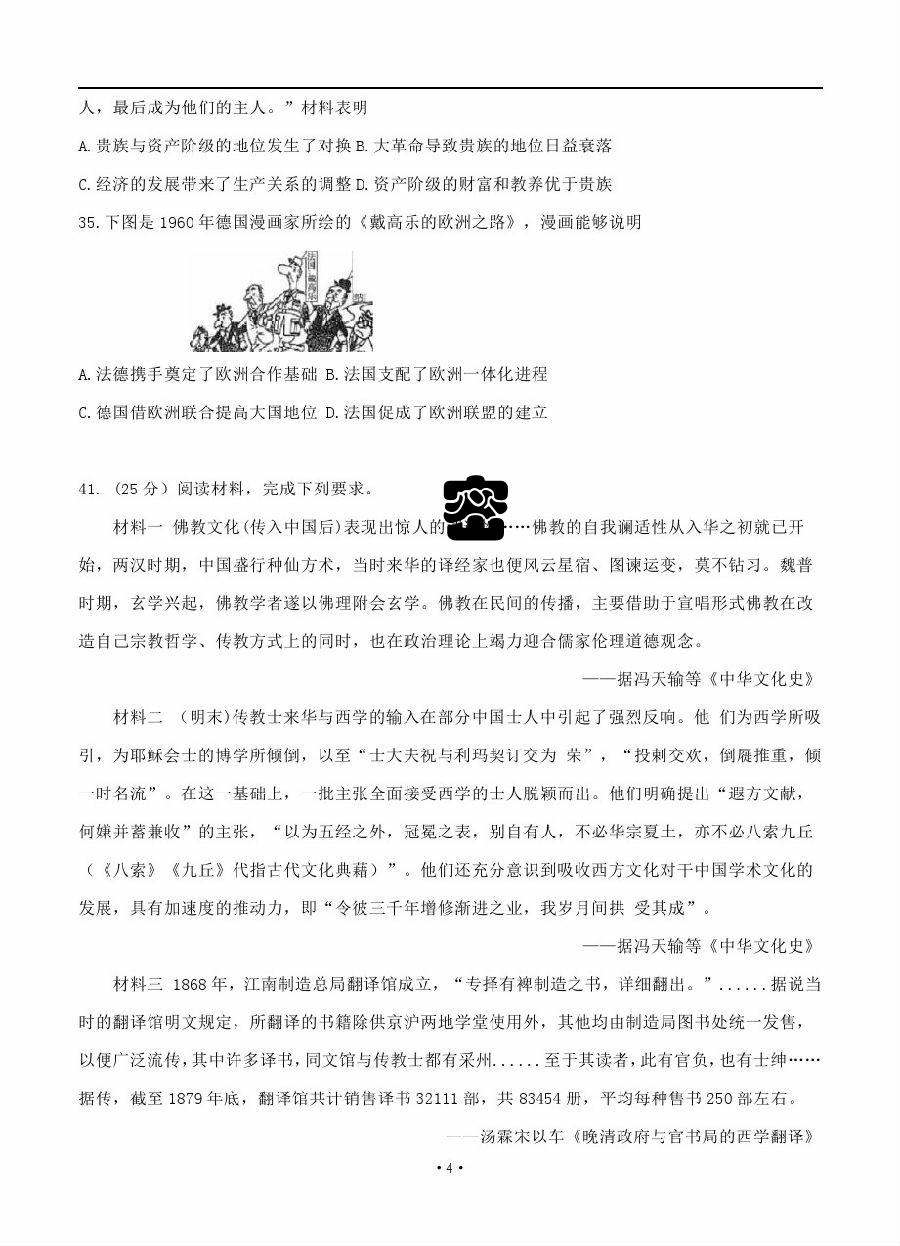 人，最后成为他们的主人。”材料表明
A.贵族与资产阶级的地位发生了对换 B.大革命导致贵族的地位日益衰落
C.经济的发展带来了生产关系的调整 D.资产阶级的财富和教养优于贵族
35.下图是1960年德国漫画家所绘的《戴高乐的欧洲之路》，漫画能够说明
法国 戴高乐
A.法德携手奠定了欧洲合作基础 B.法国支配了欧洲一体化进程
C.德国借欧洲联合提高大国地位 D.法国促成了欧洲联盟的建立
41.（25分）阅读材料，完成下列要求。
材料一 佛教文化(传入中国后)表现出惊人的……佛教的自我谰适性从入华之初就已开
始，两汉时期，中国盛行种仙方术，当时来华的译经家也便风云星宿、图谏运变，莫不钻习。魏普
时期，玄学兴起，佛教学者遂以佛理附会玄学。佛教在民间的传播，主要借助于宣唱形式佛教在改
造自己宗教哲学、传教方式上的同时，也在政治理论上竭力迎合儒家伦理道德观念。
——据冯天输等《中华文化史》
材料二 （明末)传教士来华与西学的输入在部分中国士人中引起了强烈反响。他 们为西学所吸
引，为耶稣会士的博学所倾倒，以至“士大夫祝与利玛契订交为 荣”，“投刺交欢，倒屣推重，倾
一时名流”。在这一基础上，一批主张全面接受西学的士人脱颖而出。他们明确提出“遐方文献，
何嫌并蓄兼收”的主张，“以为五经之外，冠冕之表，别自有人，不必华宗夏土，亦不必八索九丘
（《八索》《九丘》代指古代文化典藉）”。他们还充分意识到吸收西方文化对干中国学术文化的
发展，具有加速度的推动力，即“令彼三千年增修渐进之业，我岁月间拱 受其成”。
——据冯天输等《中华文化史》
材料三 1868年，江南制造总局翻译馆成立，“专择有裨制造之书，详细翻出。”......据说当
时的翻译馆明文规定，所翻译的书籍除供京沪两地学堂使用外，其他均由制造局图书处统一发售，
以便广泛流传，其中许多译书，同文馆与传教士都有采州......至于其读者，此有官负，也有士绅……
据传，截至1879年底，翻译馆共计销售译书32111部，共83454册，平均每种售书250部左右。
——汤霖宋以车《晚清政府与官书局的西学翻译》
·4·